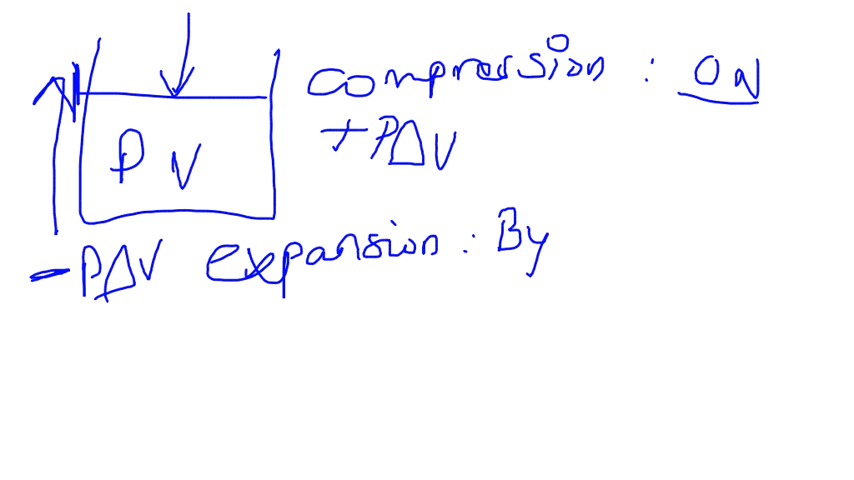 compression : ON
+PΔV
P V
-PΔV expansion : By